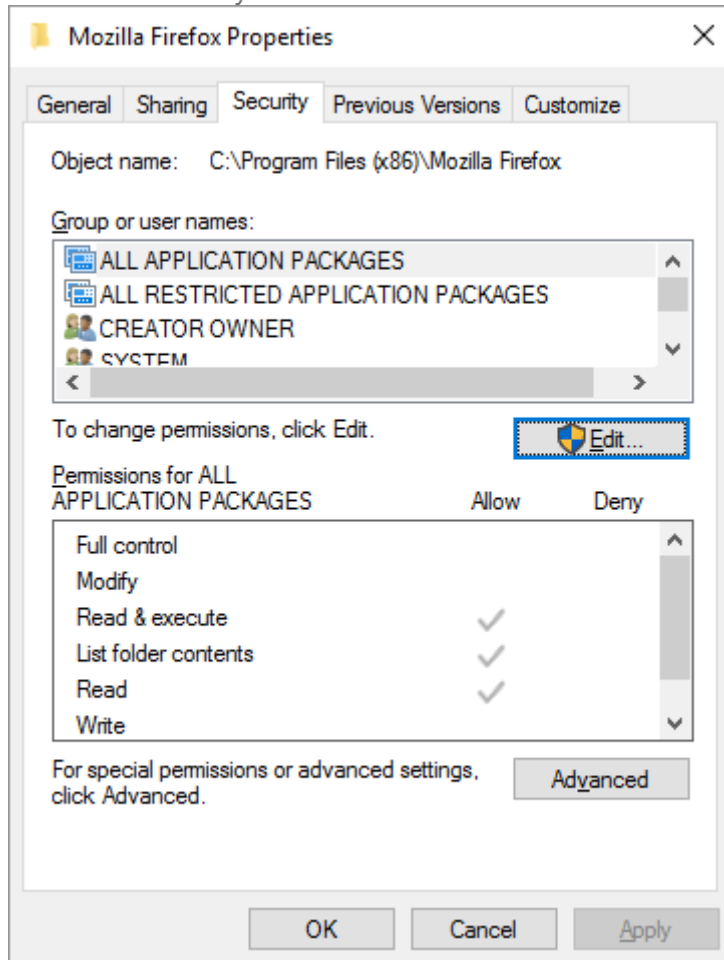 Mozilla Firefox Properties
General Sharing Security Previous Versions Customize
Object name: C:\Program Files (x86)\Mozilla Firefox
Group or user names:
ALL APPLICATION PACKAGES
ALL RESTRICTED APPLICATION PACKAGES
CREATOR OWNER
SYSTEM
To change permissions, click Edit.
Edit...
Permissions for ALL
APPLICATION PACKAGES Allow Deny
Full control
Modify
Read & execute
List folder contents
Read
Write
For special permissions or advanced settings,
click Advanced.
Advanced
OK Cancel Apply